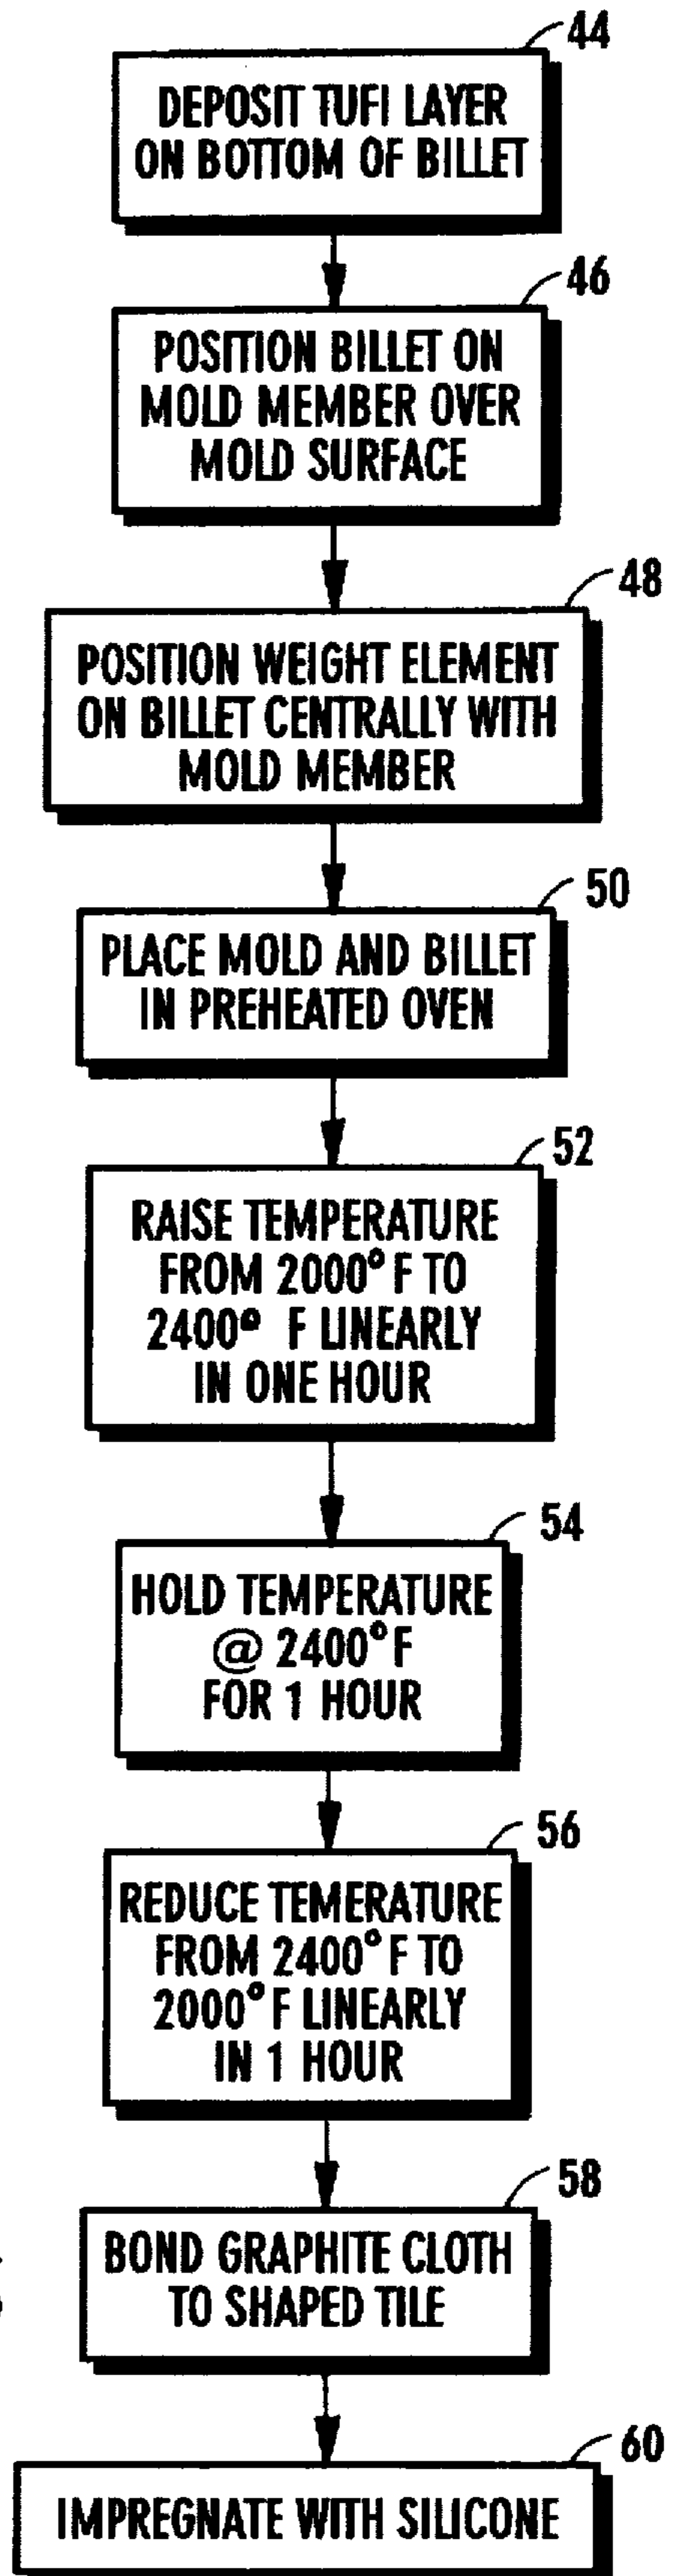 44
DEPOSIT TUFI LAYER
ON BOTTOM OF BILLET
46
POSITION BILLET ON
MOLD MEMBER OVER
MOLD SURFACE
48
POSITION WEIGHT ELEMENT
ON BILLET CENTRALLY WITH
MOLD MEMBER
50
PLACE MOLD AND BILLET
IN PREHEATED OVEN
52
RAISE TEMPERATURE
FROM 2000° F TO
2400° F LINEARLY
IN ONE HOUR
54
HOLD TEMPERATURE
@ 2400° F
FOR 1 HOUR
56
REDUCE TEMERATURE
FROM 2400° F TO
2000° F LINEARLY
IN 1 HOUR
58
BOND GRAPHITE CLOTH
TO SHAPED TILE
60
IMPREGNATE WITH SILICONE